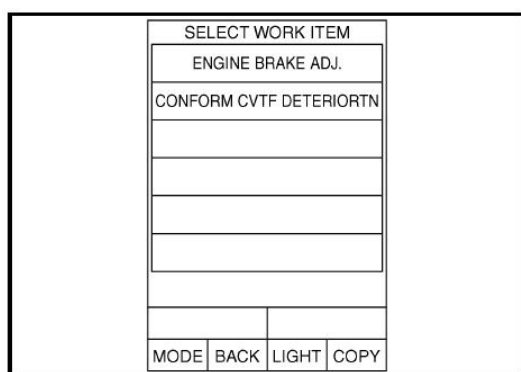 SELECT WORK ITEM
ENGINE BRAKE ADJ.
CONFORM CVTF DETERIORTN
MODE BACK LIGHT COPY